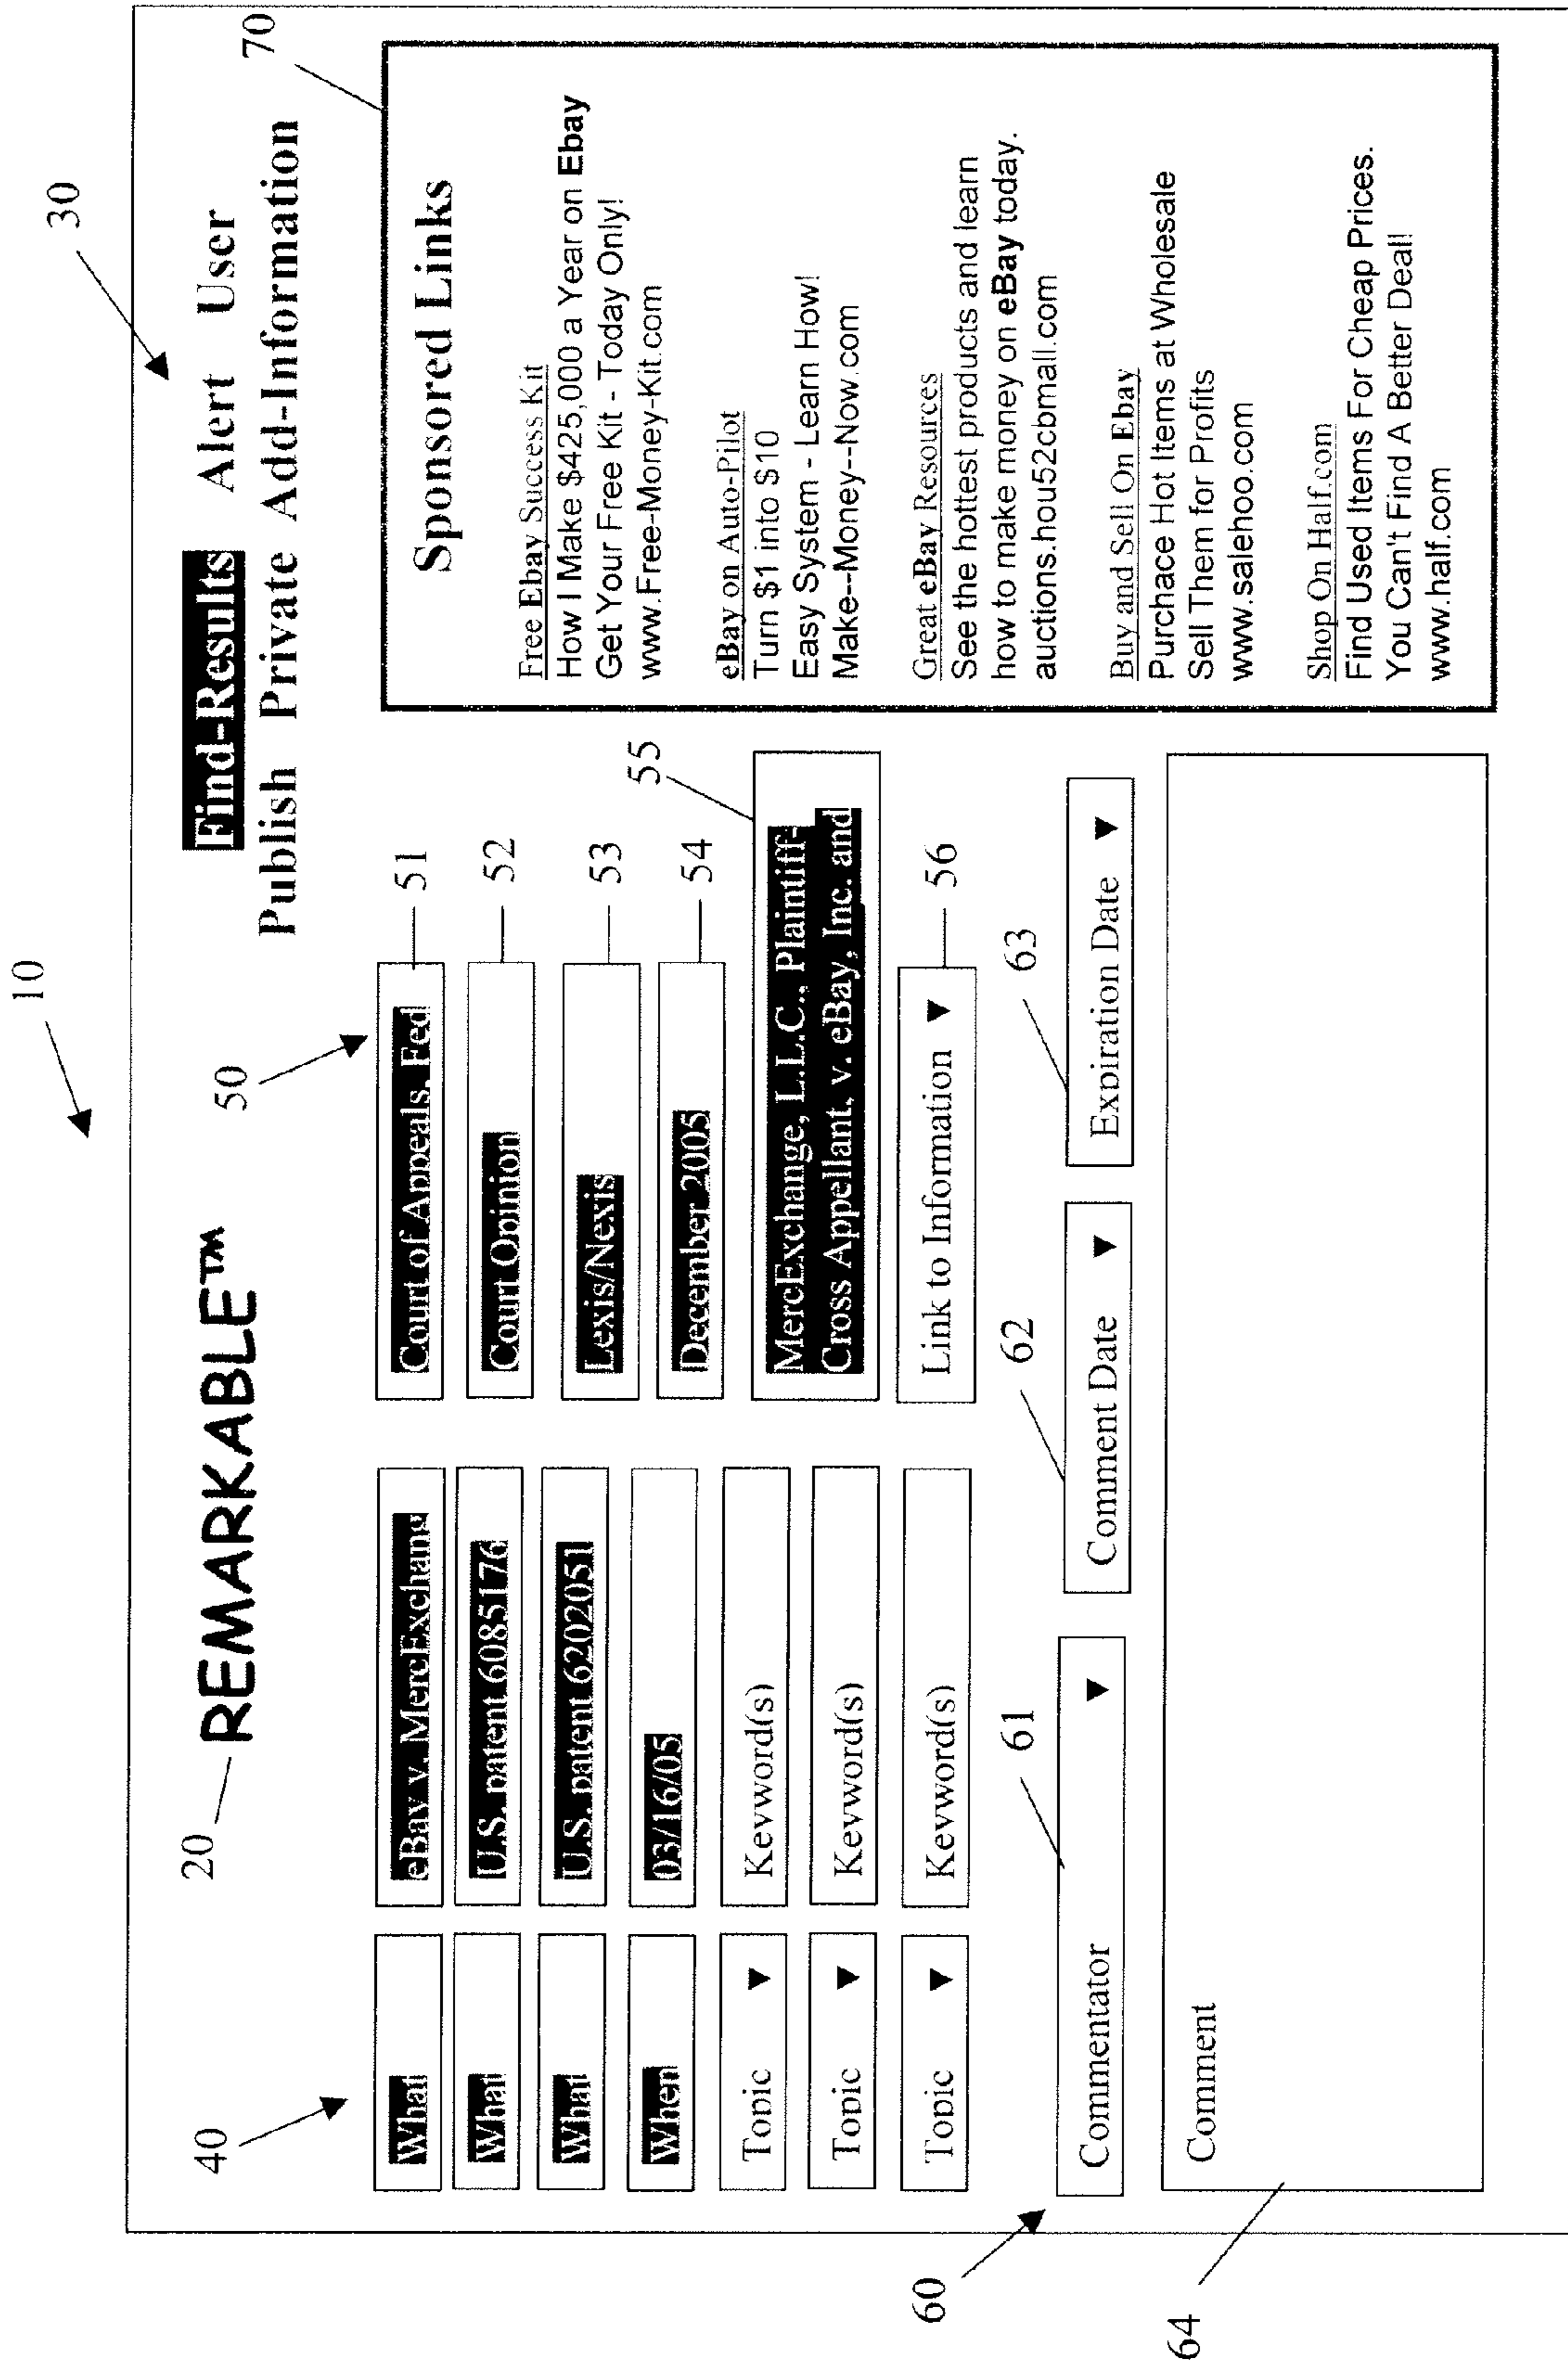 10
20
REMARKABLE™
30
Find-Results Alert User
Publish Private Add-Information
40
What eBay v. MercExchang
What U.S. patent 6085176
What U.S. patent 6202051
When 03/16/05
Topic ▼ Keyword(s)
Topic ▼ Keyword(s)
Topic ▼ Keyword(s)
50
Court of Appeals, Fed
51
Court Opinion
52
Lexis/Nexis
53
December 2005
54
MercExchange, L.L.C., Plaintiff-
Cross Appellant, v. eBay, Inc. and
55
Link to Information ▼
56
60
61
62
63
Commentator ▼
Comment Date ▼
Expiration Date ▼
Comment
64
70
Sponsored Links
Free Ebay Success Kit
How I Make $425,000 a Year on Ebay
Get Your Free Kit - Today Only!
www.Free-Money-Kit.com
eBay on Auto-Pilot
Turn $1 into $10
Easy System - Learn How!
Make--Money--Now.com
Great eBay Resources
See the hottest products and learn
how to make money on eBay today.
auctions.hou52cbmall.com
Buy and Sell On Ebay
Purchace Hot Items at Wholesale
Sell Them for Profits
www.salehoo.com
Shop On Half.com
Find Used Items For Cheap Prices.
You Can't Find A Better Deal!
www.half.com